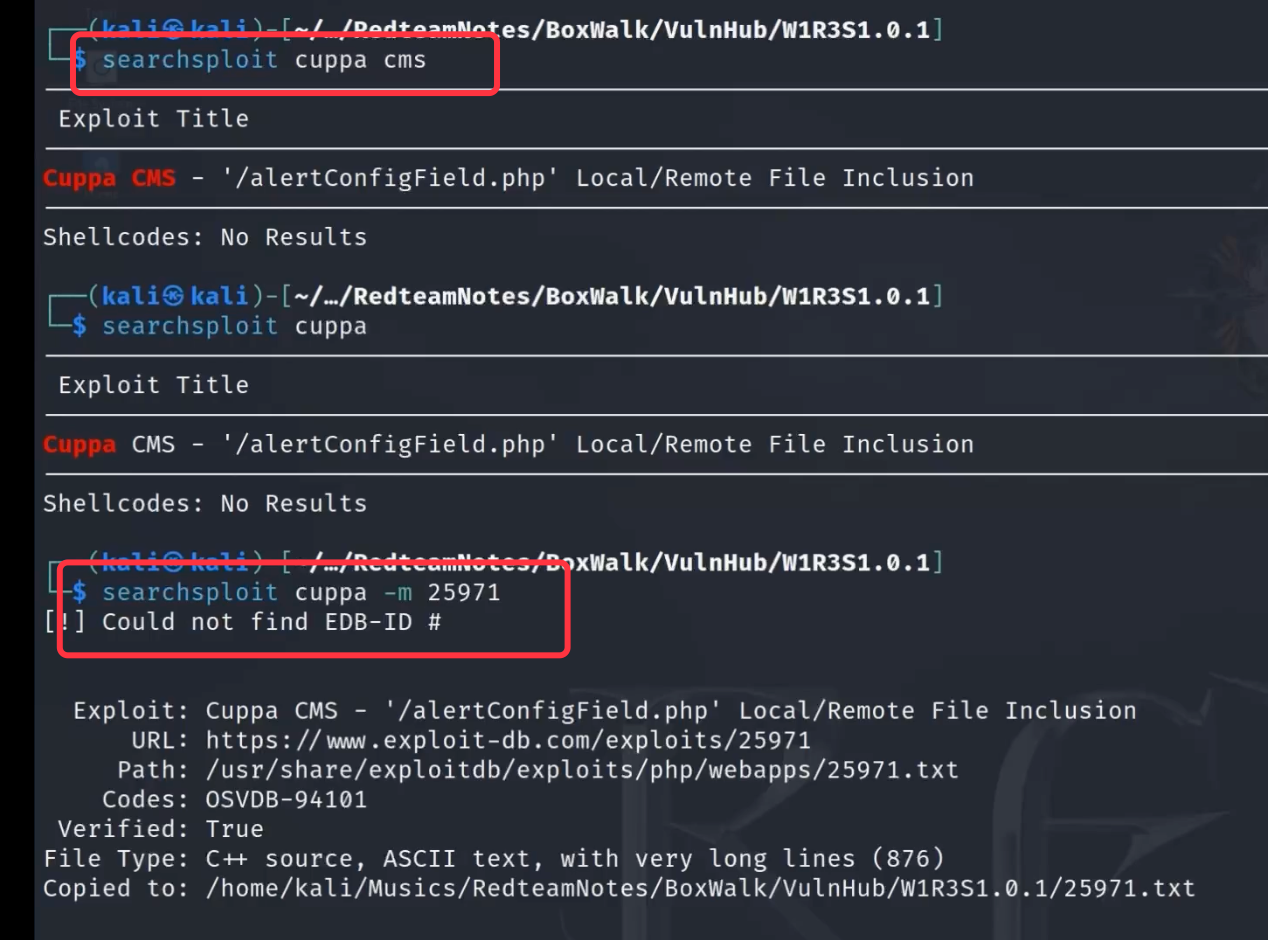 ┌──(kali㉿kali)-[~/…/RedteamNotes/BoxWalk/VulnHub/W1R3S1.0.1]
└─$ searchsploit cuppa cms
Exploit Title
Cuppa CMS - '/alertConfigField.php' Local/Remote File Inclusion
Shellcodes: No Results
┌──(kali㉿kali)-[~/…/RedteamNotes/BoxWalk/VulnHub/W1R3S1.0.1]
└─$ searchsploit cuppa
Exploit Title
Cuppa CMS - '/alertConfigField.php' Local/Remote File Inclusion
Shellcodes: No Results
┌──(kali㉿kali)-[~/…/RedteamNotes/BoxWalk/VulnHub/W1R3S1.0.1]
└─$ searchsploit cuppa -m 25971
[!] Could not find EDB-ID #
Exploit: Cuppa CMS - '/alertConfigField.php' Local/Remote File Inclusion
URL: https://www.exploit-db.com/exploits/25971
Path: /usr/share/exploitdb/exploits/php/webapps/25971.txt
Codes: OSVDB-94101
Verified: True
File Type: C++ source, ASCII text, with very long lines (876)
Copied to: /home/kali/Musics/RedteamNotes/BoxWalk/VulnHub/W1R3S1.0.1/25971.txt